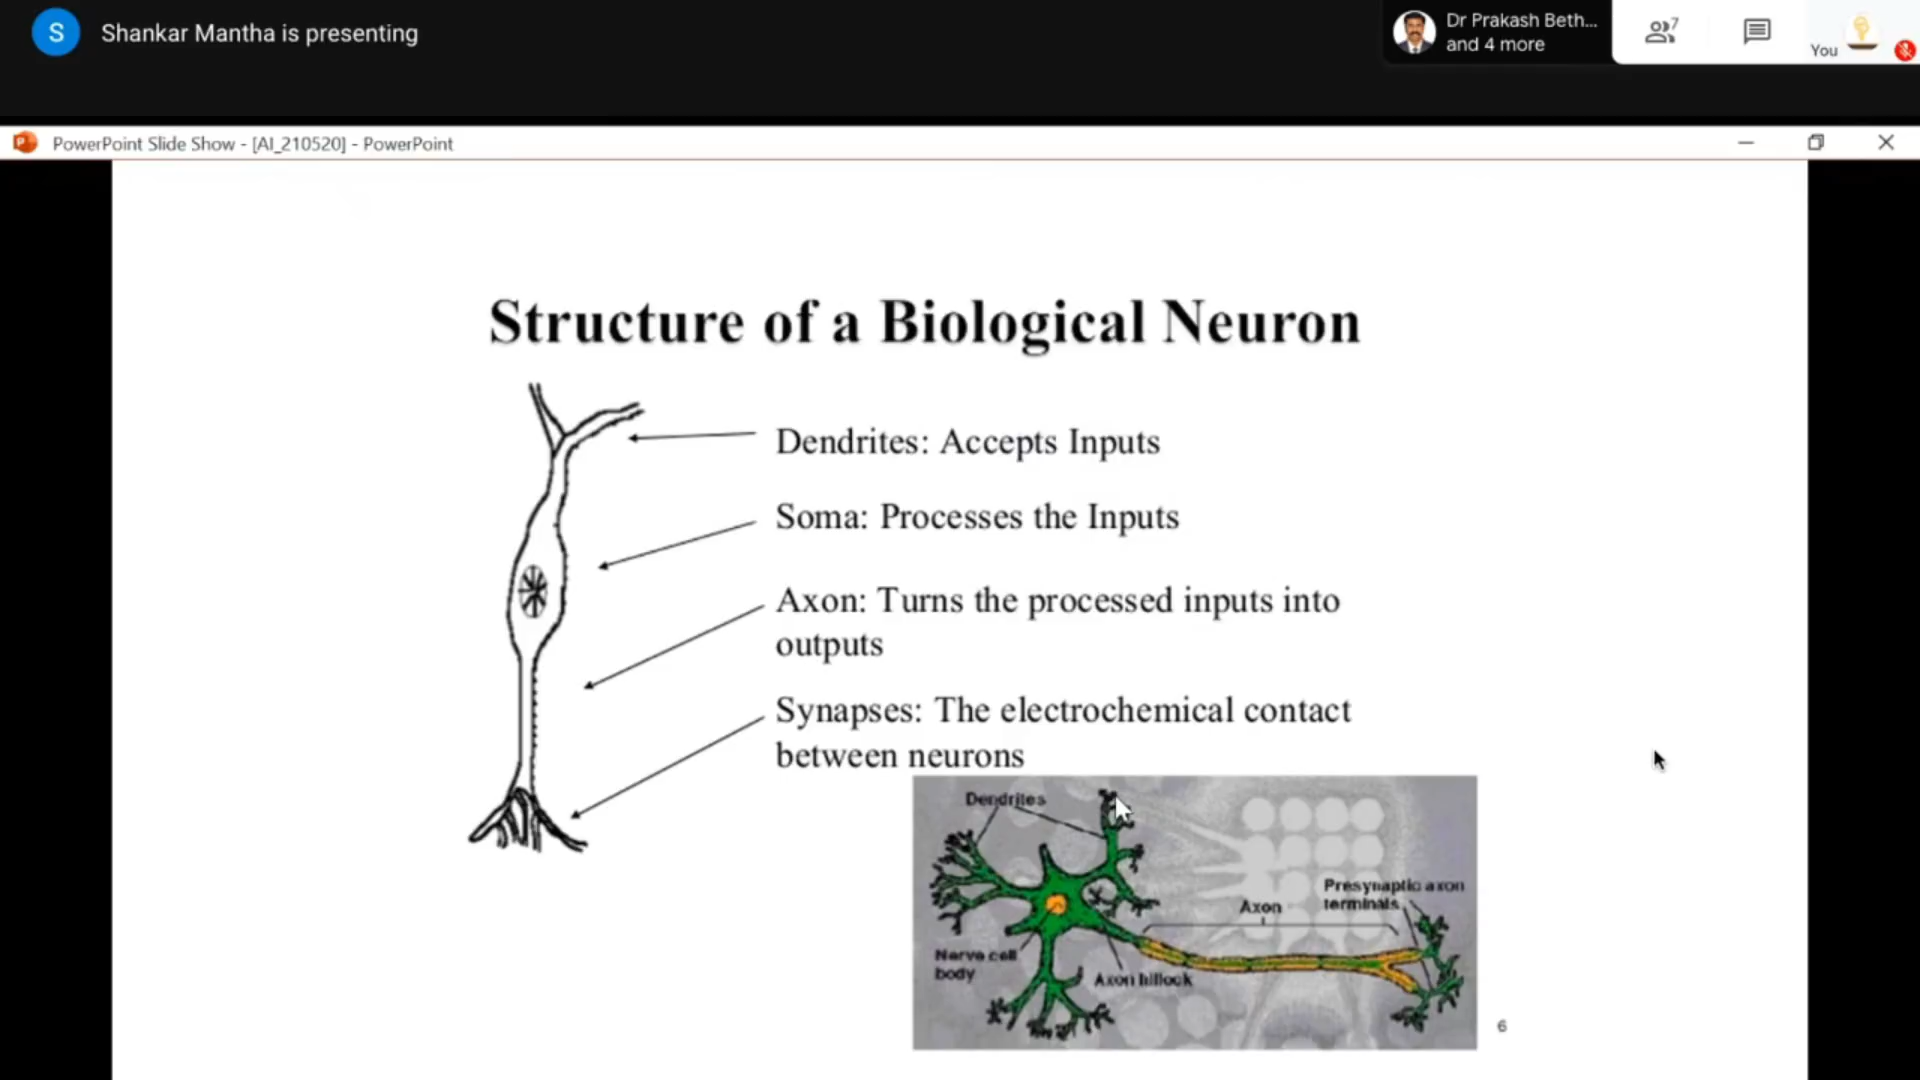 S
Shankar Mantha is presenting
Dr Prakash Beth...
and 4 more
7
You
PowerPoint Slide Show - [AI_210520] - PowerPoint
Structure of a Biological Neuron
Dendrites: Accepts Inputs
Soma: Processes the Inputs
Axon: Turns the processed inputs into
outputs
Synapses: The electrochemical contact
between neurons
Dendrites
Presynaptic axon
terminals
Axon
Nerve cell
body
Axon hillock
6